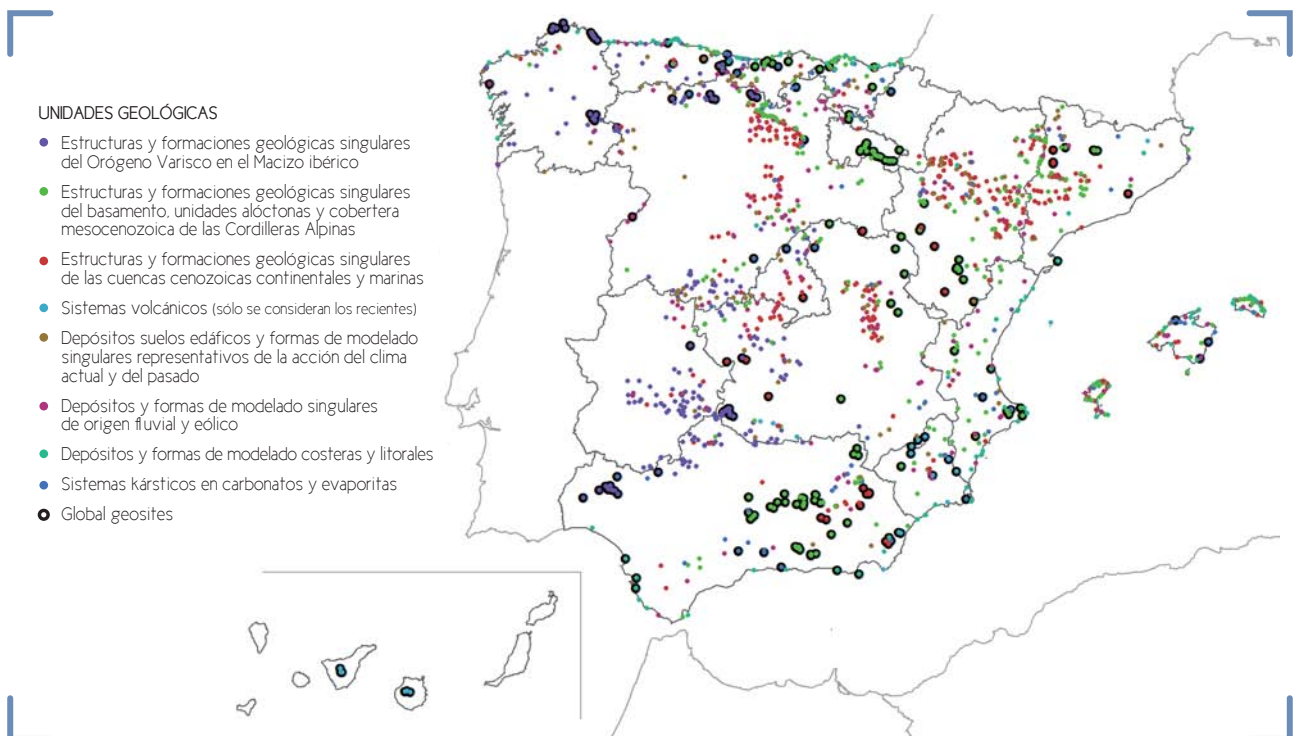 UNIDADES GEOLÓGICAS
Estructuras y formaciones geológicas singulares
del Orógeno Varisco en el Macizo ibérico
Estructuras y formaciones geológicas singulares
del basamento, unidades alóctonas y cobertera
mesocenozoica de las Cordilleras Alpinas
Estructuras y formaciones geológicas singulares
de las cuencas cenozoicas continentales y marinas
Sistemas volcánicos (sólo se consideran los recientes)
Depósitos suelos edáficos y formas de modelado
singulares representativos de la acción del clima
actual y del pasado
Depósitos y formas de modelado singulares
de origen fluvial y eólico
Depósitos y formas de modelado costeras y litorales
Sistemas kársticos en carbonatos y evaporitas
Global geosites